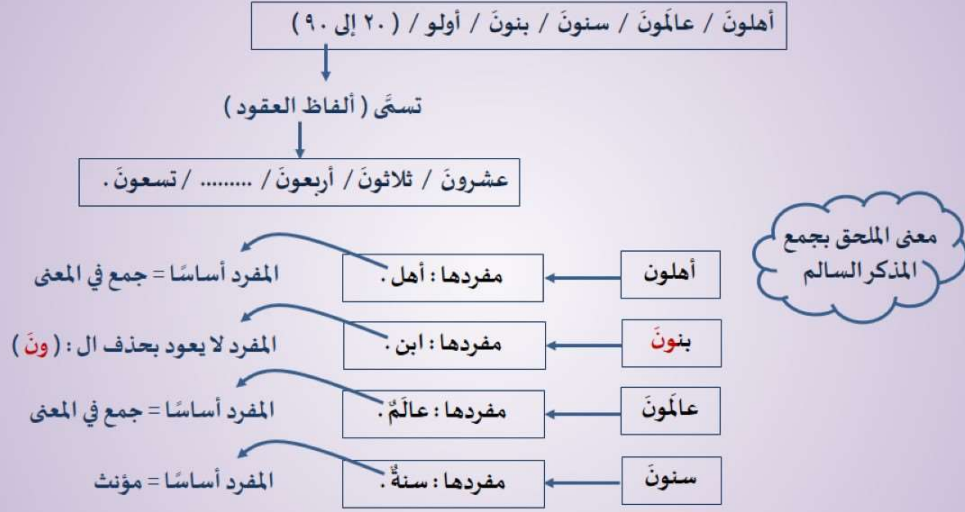 أهلونَ / عالَمونَ / سنونَ / بنونَ / أولو / ( ٢٠ إلى ٩٠ )
تسمَّى ( ألفاظ العقود )
عشرونَ / ثلاثونَ / أربعونَ / ......... / تسعونَ .
معنى الملحق بجمع
المذكر السالم
أهلون
مفردها : أهل .
المفرد أساسًا = جمع في المعنى
بنونَ
مفردها : ابن .
المفرد لا يعود بحذف ال : ( ونَ )
عالَمونَ
مفردها : عالَمٌ .
المفرد أساسًا = جمع في المعنى
سنونَ
مفردها : سنةٌ .
المفرد أساسًا = مؤنث